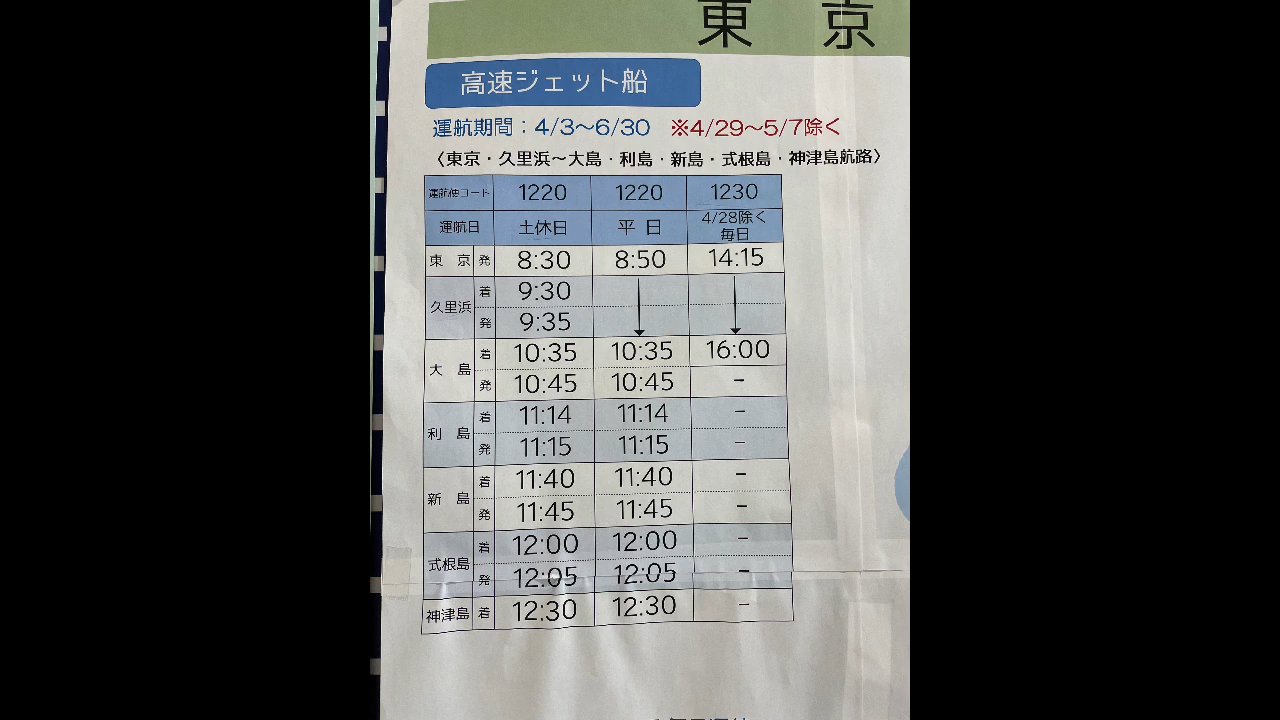 東 京
高速ジェット船
運航期間：4/3～6/30 ※4/29～5/7除く
〈東京・久里浜～大島・利島・新島・式根島・神津島航路〉
運航便コード 1220 1220 1230
運航日 土休日 平 日 4/28除く
毎日
東 京 発 8:30 8:50 14:15
久里浜 着 9:30
発 9:35
大 島 着 10:35 10:35 16:00
発 10:45 10:45 -
利 島 着 11:14 11:14 -
発 11:15 11:15 -
新 島 着 11:40 11:40 -
発 11:45 11:45 -
式根島 着 12:00 12:00 -
発 12:05 12:05 -
神津島 着 12:30 12:30 -